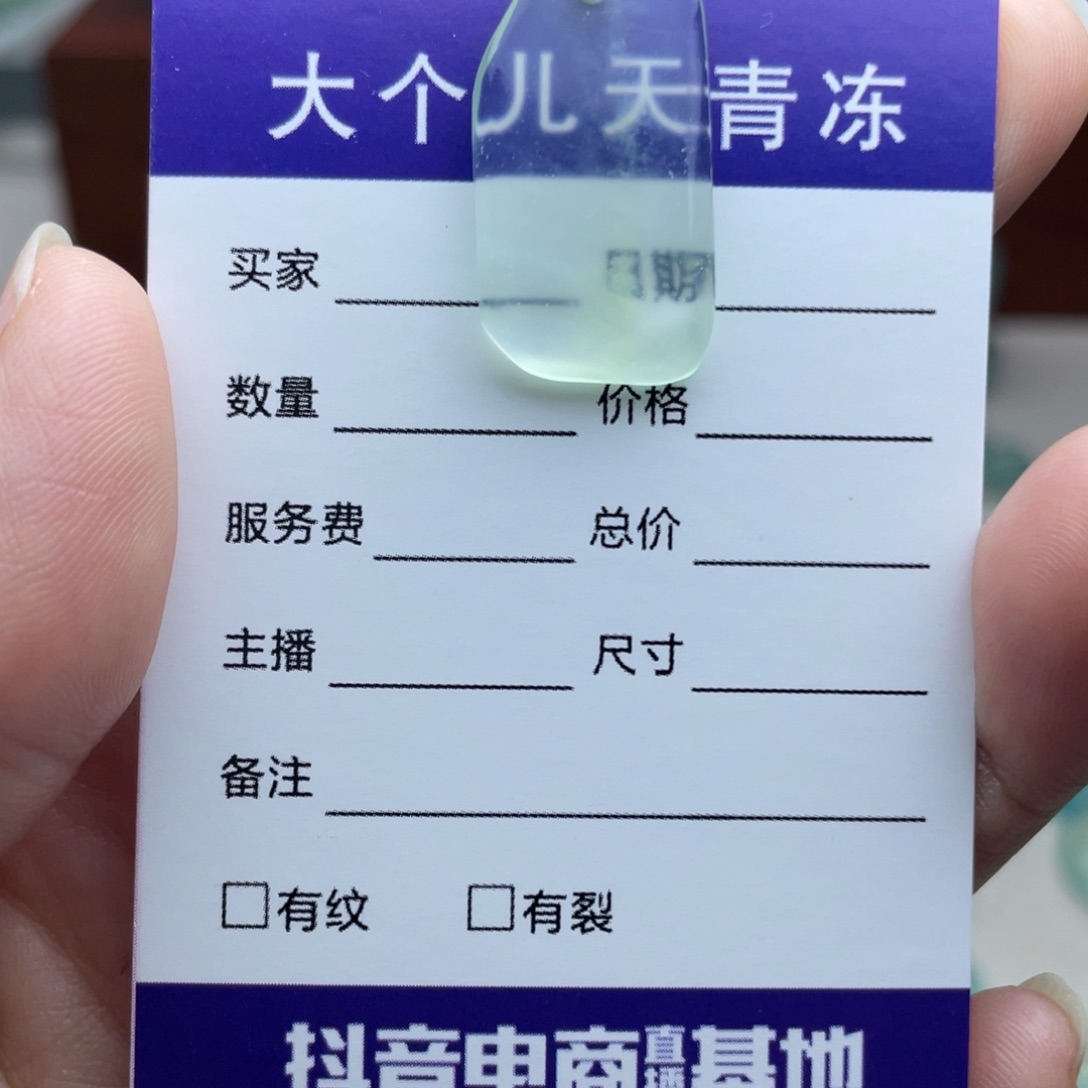 大个儿天青冻
买家 日期
数量 价格
服务费 总价
主播 尺寸
备注
有纹 有裂
抖音电商直播基地